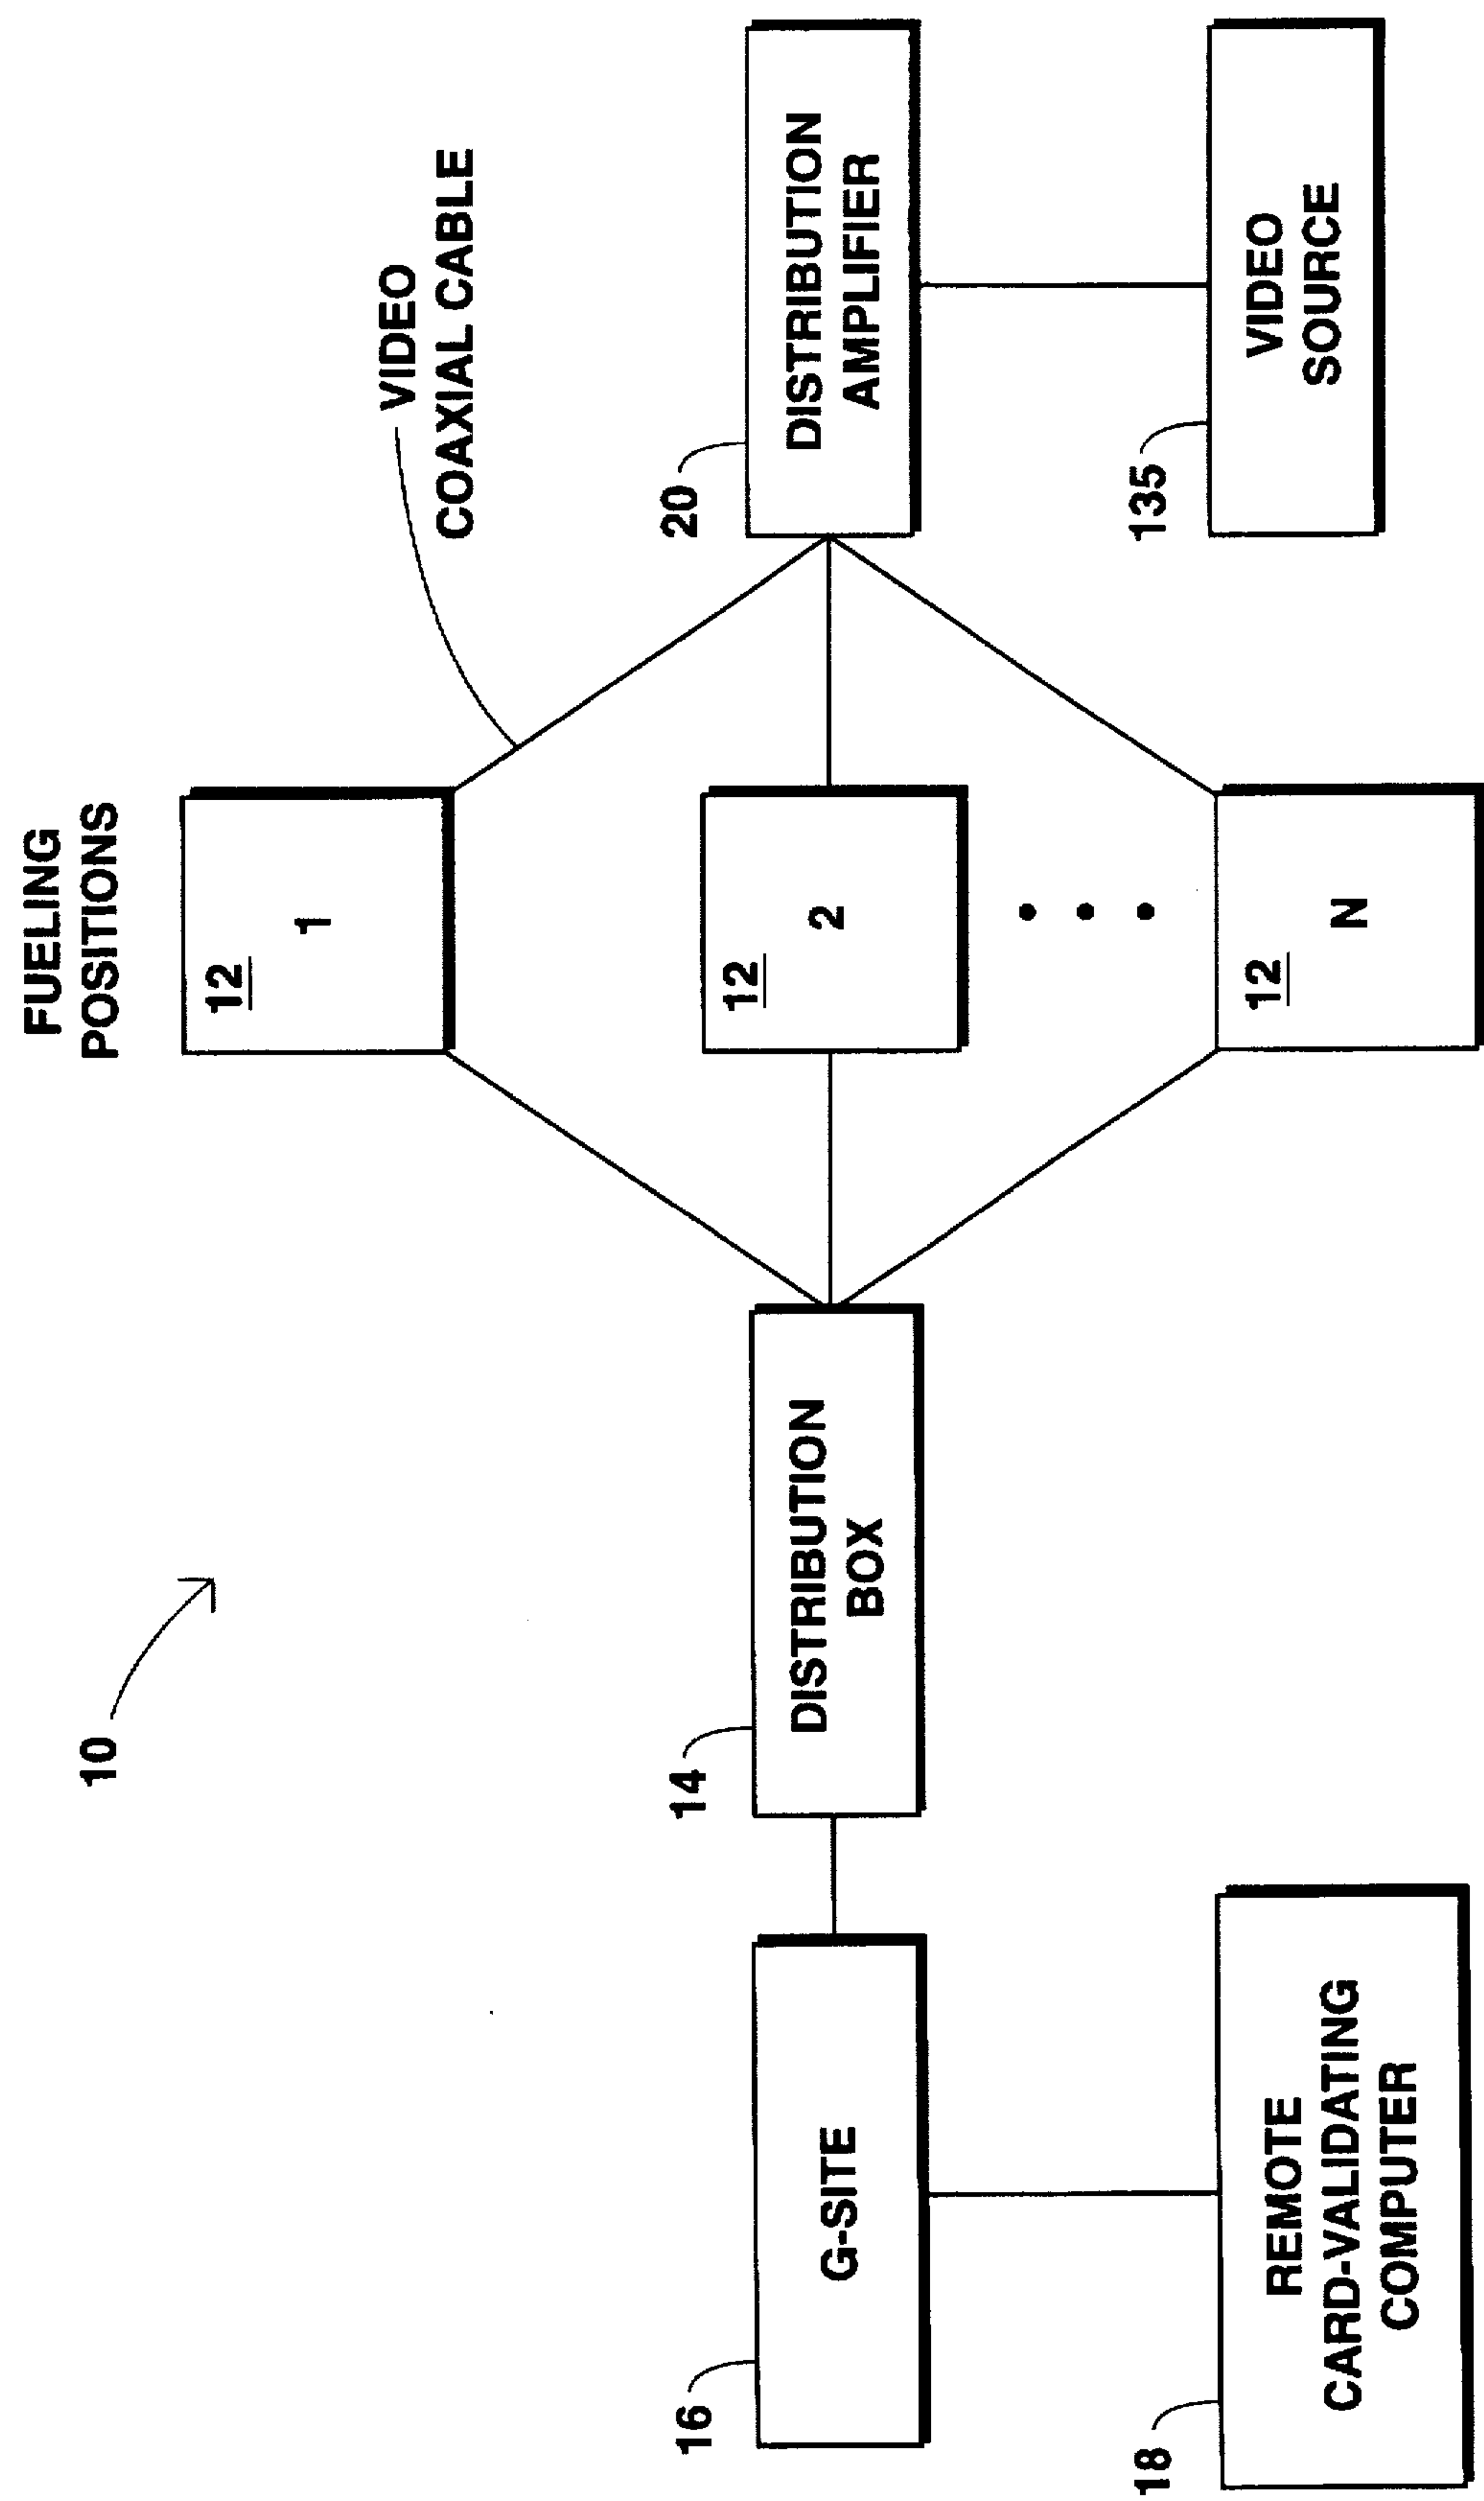 10
FUELING
POSITIONS
12
1
VIDEO
COAXIAL CABLE
16
G-SITE
14
DISTRIBUTION
BOX
12
2
20
DISTRIBUTION
AMPLIFIER
18
REMOTE
CARD-VALIDATING
COMPUTER
12
N
135
VIDEO
SOURCE